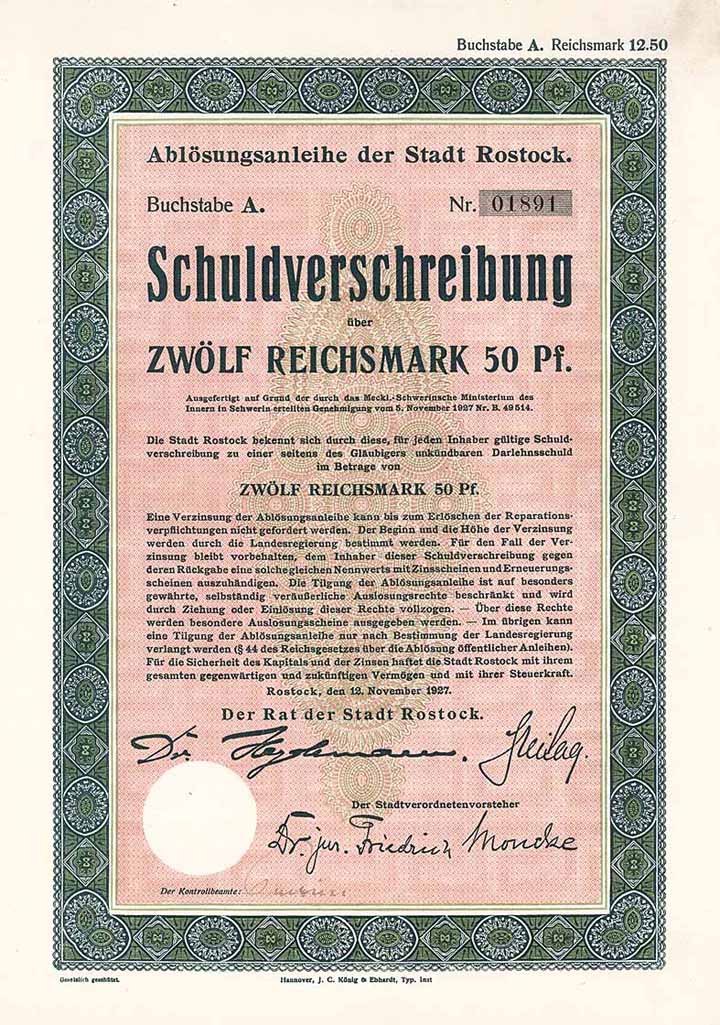 Buchstabe A. Reichsmark 12.50
Ablösungsanleihe der Stadt Rostock.
Buchstabe A. Nr. 01891
Schuldverschreibung
über
ZWÖLF REICHSMARK 50 Pf.
Ausgefertigt auf Grund der durch das Meckl.-Schwerinsche Ministerium des
Innern in Schwerin erteilten Genehmigung vom 5. November 1927 Nr. B. 49514.
Die Stadt Rostock bekennt sich durch diese, für jeden Inhaber gültige Schuld-
verschreibung zu einer seitens des Gläubigers unkündbaren Darlehnsschuld
im Betrage von
ZWÖLF REICHSMARK 50 Pf.
Eine Verzinsung der Ablösungsanleihe kann bis zum Erlöschen der Reparations-
verpflichtungen nicht gefordert werden. Der Beginn und die Höhe der Verzinsung
werden durch die Landesregierung bestimmt werden. Für den Fall der Ver-
zinsung bleibt vorbehalten, dem Inhaber dieser Schuldverschreibung gegen
deren Rückgabe eine solche gleichen Nennwerts mit Zinsscheinen und Erneuerungs-
scheinen auszuhändigen. Die Tilgung der Ablösungsanleihe ist auf besonders
gewährte, selbständig veräußerliche Auslosungsrechte beschränkt und wird
durch Ziehung oder Einlösung dieser Rechte vollzogen. — Über diese Rechte
werden besondere Auslosungsscheine ausgegeben werden. — Im übrigen kann
eine Tilgung der Ablösungsanleihe nur nach Bestimmung der Landesregierung
verlangt werden (§ 44 des Reichsgesetzes über die Ablösung öffentlicher Anleihen).
Für die Sicherheit des Kapitals und der Zinsen haftet die Stadt Rostock mit ihrem
gesamten gegenwärtigen und zukünftigen Vermögen und mit ihrer Steuerkraft.
Rostock, den 12. November 1927.
Der Rat der Stadt Rostock.
Dr. Heydemann.
Der Stadtverordnetenvorsteher
Dr. jur. Friedrich Moncke
Der Kontrollbeamte:
Gesetzlich geschützt.
Hannover, J. C. König & Ebhardt, Typ. Inst